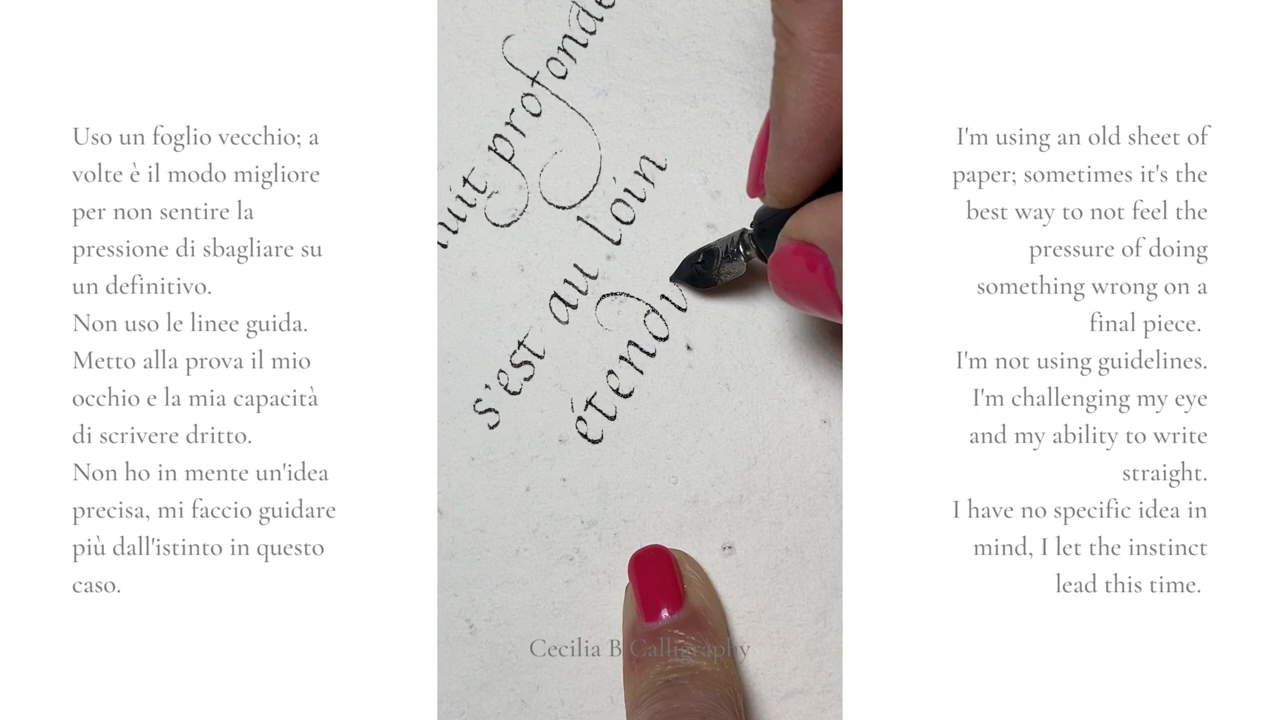 Uso un foglio vecchio; a
volte è il modo migliore
per non sentire la
pressione di sbagliare su
un definitivo.
Non uso le linee guida.
Metto alla prova il mio
occhio e la mia capacità
di scrivere dritto.
Non ho in mente un'idea
precisa, mi faccio guidare
più dall'istinto in questo
caso.
profonde
s'est au loin
étendu
Cecilia B Calligraphy
I'm using an old sheet of
paper; sometimes it's the
best way to not feel the
pressure of doing
something wrong on a
final piece.
I'm not using guidelines.
I'm challenging my eye
and my ability to write
straight.
I have no specific idea in
mind, I let the instinct
lead this time.